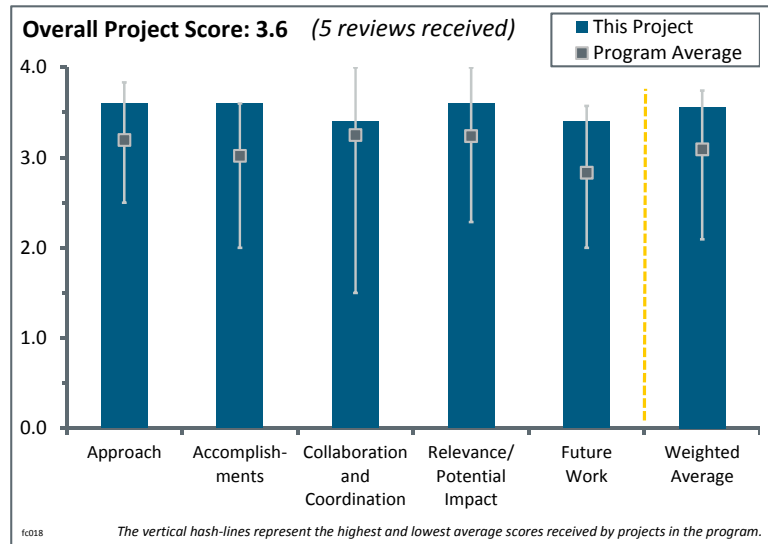 Overall Project Score: 3.6 (5 reviews received)
This Project
Program Average
4.0
3.0
2.0
1.0
0.0
Approach
Accomplish-
ments
Collaboration
and
Coordination
Relevance/
Potential
Impact
Future
Work
Weighted
Average
fc018
The vertical hash-lines represent the highest and lowest average scores received by projects in the program.